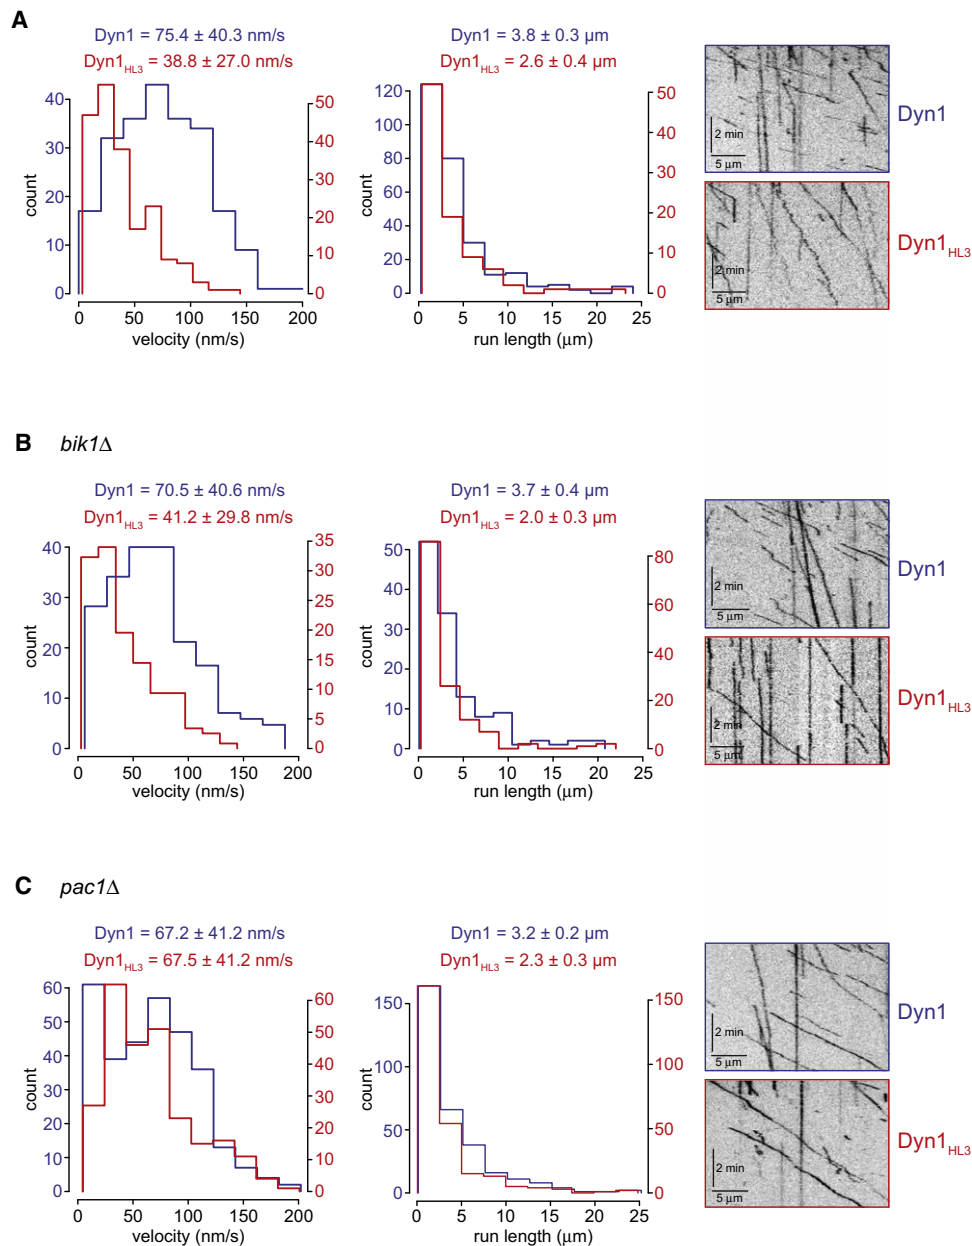 A
Dyn1 = 75.4 ± 40.3 nm/s
Dyn1HL3 = 38.8 ± 27.0 nm/s
40
30
20
10
0
count
50
40
30
20
10
0
0 50 100 150 200
velocity (nm/s)
Dyn1 = 3.8 ± 0.3 µm
Dyn1HL3 = 2.6 ± 0.4 µm
120
100
80
60
40
20
0
count
50
40
30
20
10
0
0 5 10 15 20 25
run length (µm)
2 min
5 µm
Dyn1
2 min
5 µm
Dyn1HL3
B bik1Δ
Dyn1 = 70.5 ± 40.6 nm/s
Dyn1HL3 = 41.2 ± 29.8 nm/s
40
30
20
10
0
count
35
30
25
20
15
10
5
0
0 50 100 150 200
velocity (nm/s)
Dyn1 = 3.7 ± 0.4 µm
Dyn1HL3 = 2.0 ± 0.3 µm
50
40
30
20
10
0
count
80
60
40
20
0
0 5 10 15 20 25
run length (µm)
2 min
5 µm
Dyn1
2 min
5 µm
Dyn1HL3
C pac1Δ
Dyn1 = 67.2 ± 41.2 nm/s
Dyn1HL3 = 67.5 ± 41.2 nm/s
60
50
40
30
20
10
0
count
60
50
40
30
20
10
0
0 50 100 150 200
velocity (nm/s)
Dyn1 = 3.2 ± 0.2 µm
Dyn1HL3 = 2.3 ± 0.3 µm
150
100
50
0
count
150
100
50
0
0 5 10 15 20 25
run length (µm)
2 min
5 µm
Dyn1
2 min
5 µm
Dyn1HL3